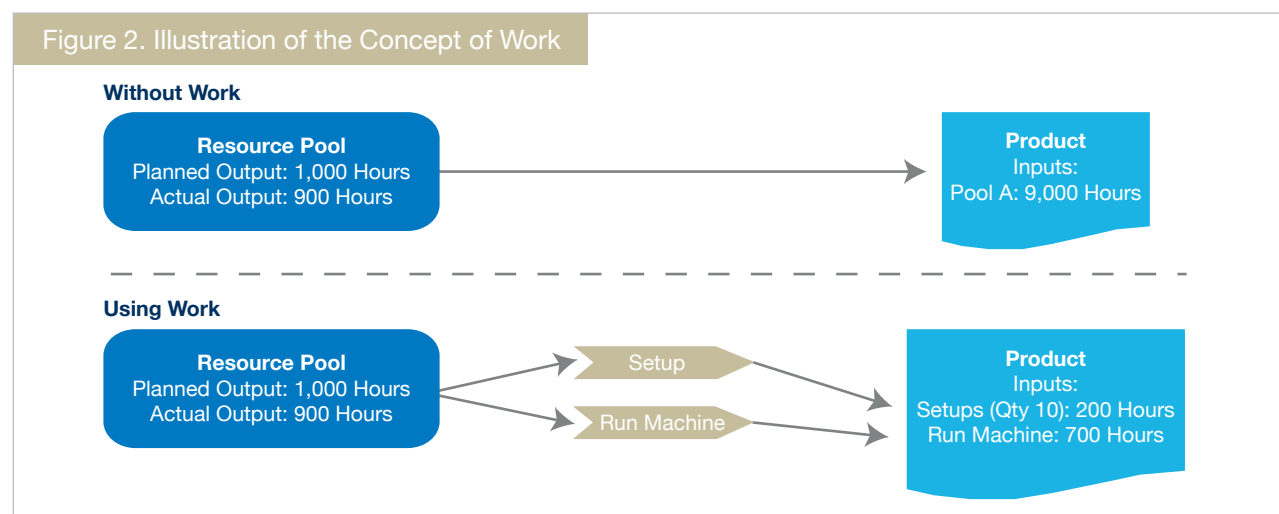 Figure 2. Illustration of the Concept of Work
Without Work
Resource Pool
Planned Output: 1,000 Hours
Actual Output: 900 Hours
Product
Inputs:
Pool A: 9,000 Hours
Using Work
Resource Pool
Planned Output: 1,000 Hours
Actual Output: 900 Hours
Setup
Run Machine
Product
Inputs:
Setups (Qty 10): 200 Hours
Run Machine: 700 Hours